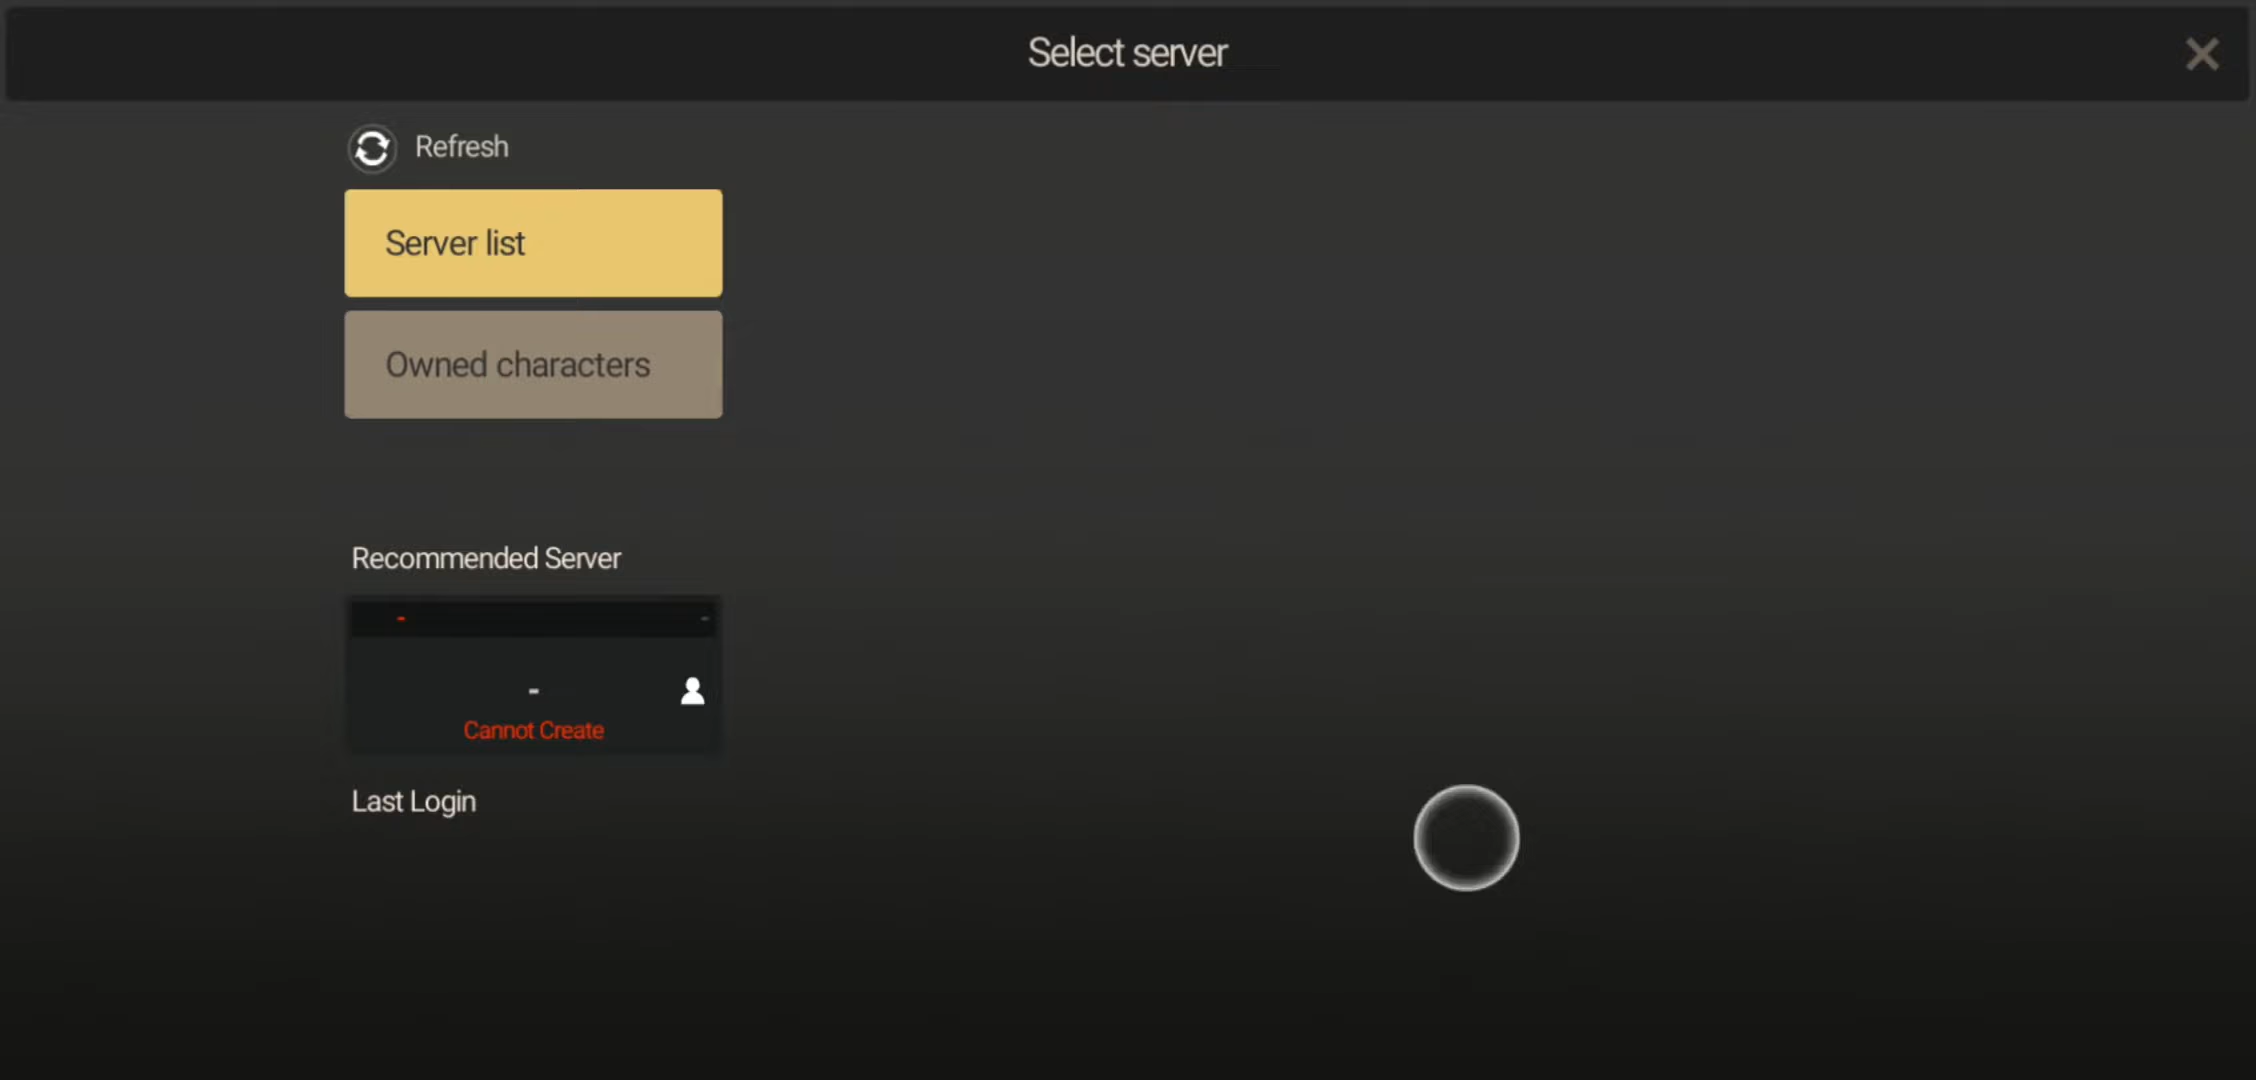 Select server
Refresh
Server list
Owned characters
Recommended Server
- -
-
Cannot Create
Last Login